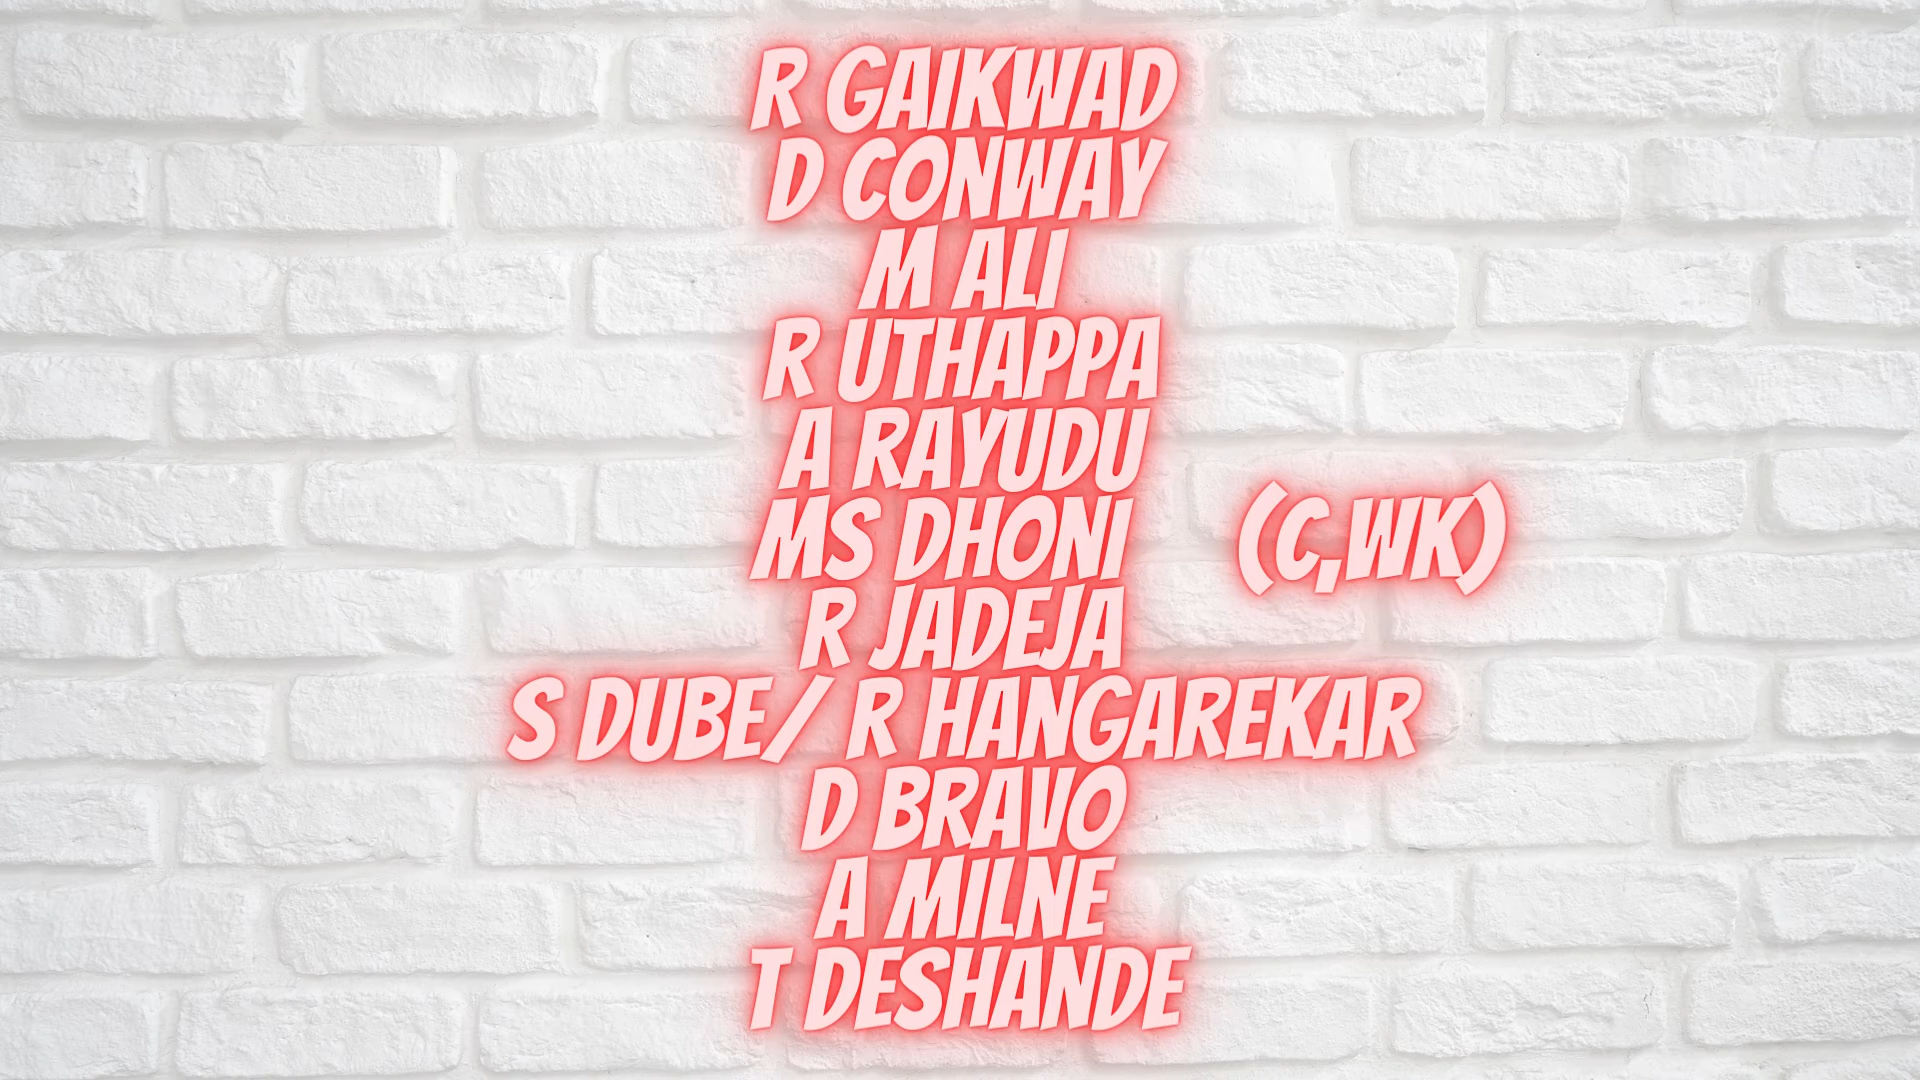 R GAIKWAD
D CONWAY
M ALI
R UTHAPPA
A RAYUDU
MS DHONI (C,WK)
R JADEJA
S DUBE/ R HANGAREKAR
D BRAVO
A MILNE
T DESHANDE